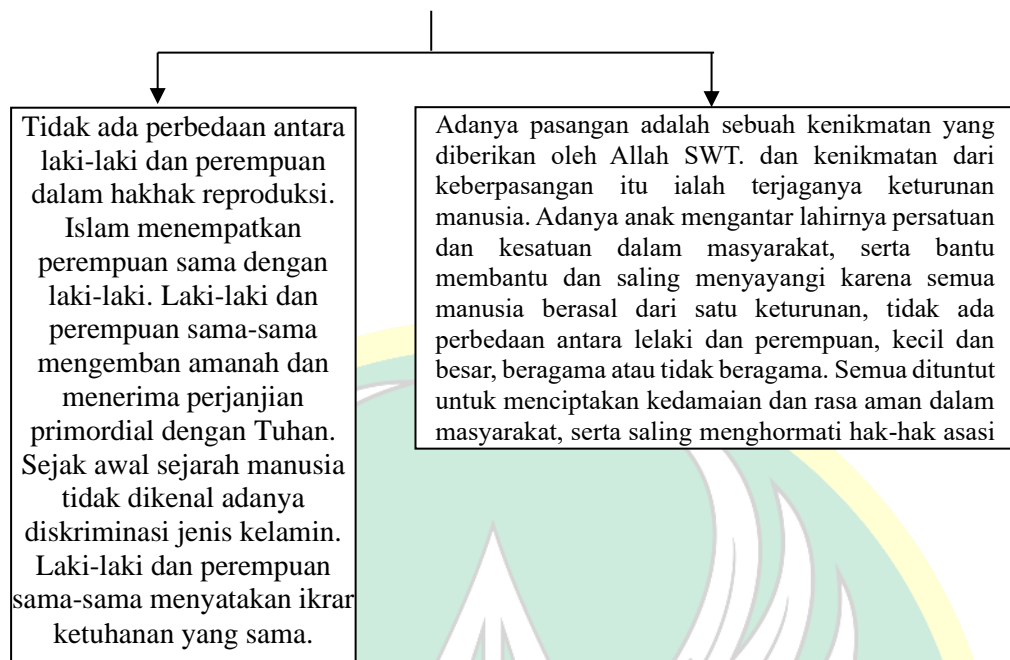 Tidak ada perbedaan antara
laki-laki dan perempuan
dalam hakhak reproduksi.
Islam menempatkan
perempuan sama dengan
laki-laki. Laki-laki dan
perempuan sama-sama
mengemban amanah dan
menerima perjanjian
primordial dengan Tuhan.
Sejak awal sejarah manusia
tidak dikenal adanya
diskriminasi jenis kelamin.
Laki-laki dan perempuan
sama-sama menyatakan ikrar
ketuhanan yang sama.
Adanya pasangan adalah sebuah kenikmatan yang
diberikan oleh Allah SWT. dan kenikmatan dari
keberpasangan itu ialah terjaganya keturunan
manusia. Adanya anak mengantar lahirnya persatuan
dan kesatuan dalam masyarakat, serta bantu
membantu dan saling menyayangi karena semua
manusia berasal dari satu keturunan, tidak ada
perbedaan antara lelaki dan perempuan, kecil dan
besar, beragama atau tidak beragama. Semua dituntut
untuk menciptakan kedamaian dan rasa aman dalam
masyarakat, serta saling menghormati hak-hak asasi